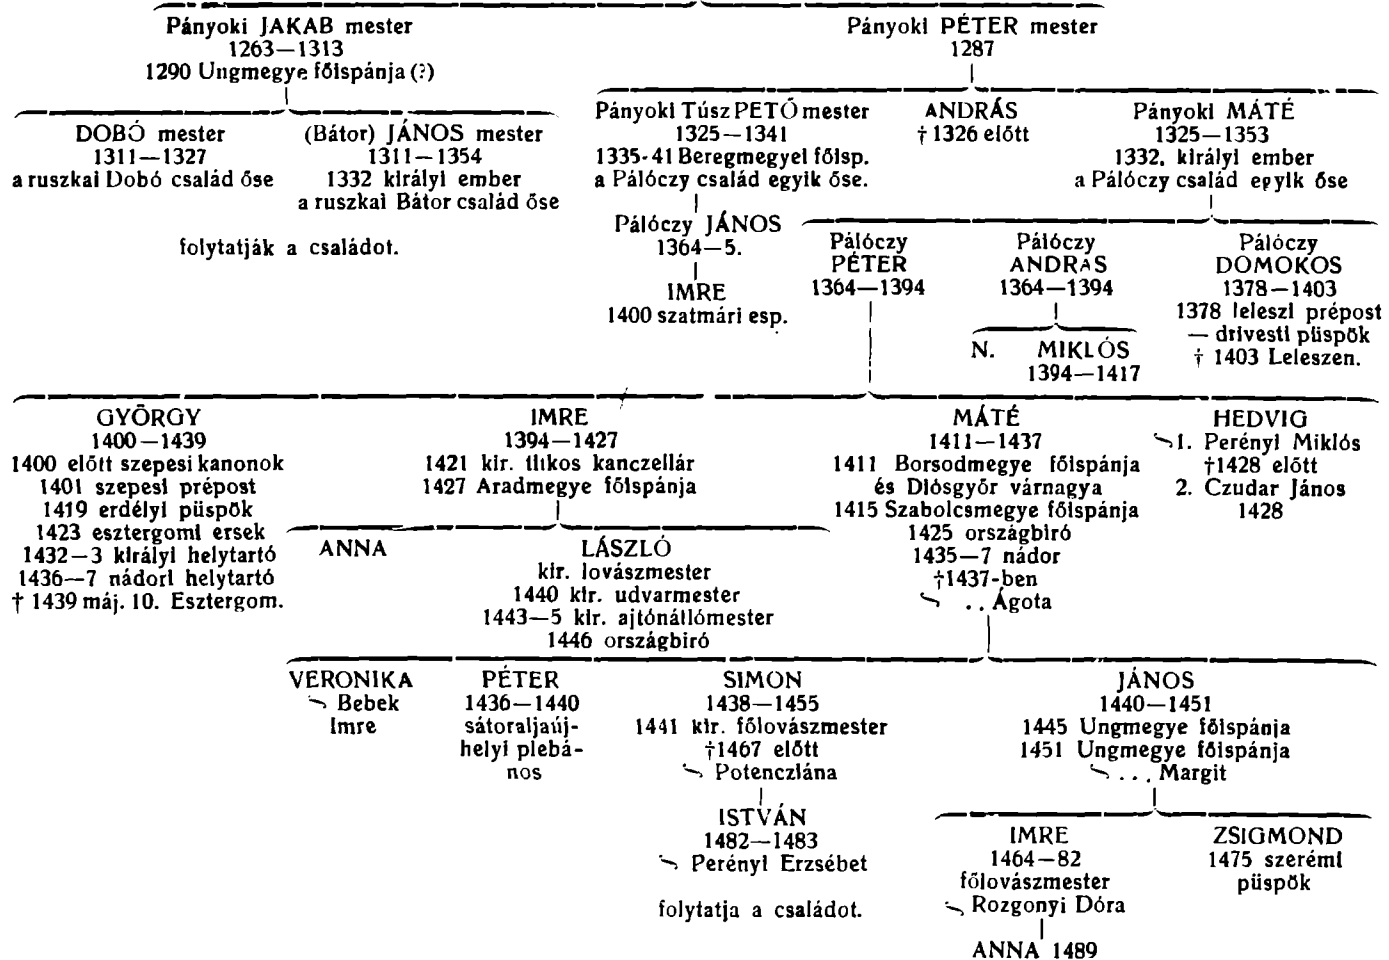 Pányoki JAKAB mester
1263—1313
1290 Ungmegye főispánja (?)
Pányoki PÉTER mester
1287
DOBÓ mester
1311—1327
a ruszkai Dobó család őse
(Bátor) JÁNOS mester
1311—1354
1332 királyi ember
a ruszkai Bátor család őse
folytatják a családot.
Pányoki Túsz PETŐ mester
1325—1341
1335-41 Beregmegyei főisp.
a Pálóczy család egyik őse.
ANDRÁS
† 1326 előtt
Pányoki MÁTÉ
1325—1353
1332. királyi ember
a Pálóczy család egyik őse
Pálóczy JÁNOS
1364—5.
IMRE
1400 szatmári esp.
Pálóczy
PÉTER
1364—1394
Pálóczy
ANDRÁS
1364—1394
Pálóczy
DOMOKOS
1378—1403
1378 leleszi prépost
— drivesti püspök
† 1403 Leleszen.
N.
MIKLÓS
1394—1417
GYÖRGY
1400—1439
1400 előtt szepesi kanonok
1401 szepesi prépost
1419 erdélyi püspök
1423 esztergomi ersek
1432—3 királyi helytartó
1436—7 nádori helytartó
† 1439 máj. 10. Esztergom.
IMRE
1394—1427
1421 kir. titkos kanczellár
1427 Aradmegye főispánja
MÁTÉ
1411—1437
1411 Borsodmegye főispánja
és Diósgyőr várnagya
1415 Szabolcsmegye főispánja
1425 országbiró
1435—7 nádor
†1437-ben
. . Ágota
HEDVIG
1. Perényi Miklós
†1428 előtt
2. Czudar János
1428
ANNA
LÁSZLÓ
kir. lovászmester
1440 kir. udvarmester
1443—5 kir. ajtónállómester
1446 országbiró
VERONIKA
Bebek
Imre
PÉTER
1436—1440
sátoraljaúj-
helyi plebá-
nos
SIMON
1438—1455
1441 kir. főlovászmester
†1467 előtt
Potencziána
JÁNOS
1440—1451
1445 Ungmegye főispánja
1451 Ungmegye főispánja
. . . Margit
ISTVÁN
1482—1483
Perényi Erzsébet
folytatja a családot.
IMRE
1464—82
főlovászmester
Rozgonyi Dóra
ZSIGMOND
1475 szerémi
püspök
ANNA 1489